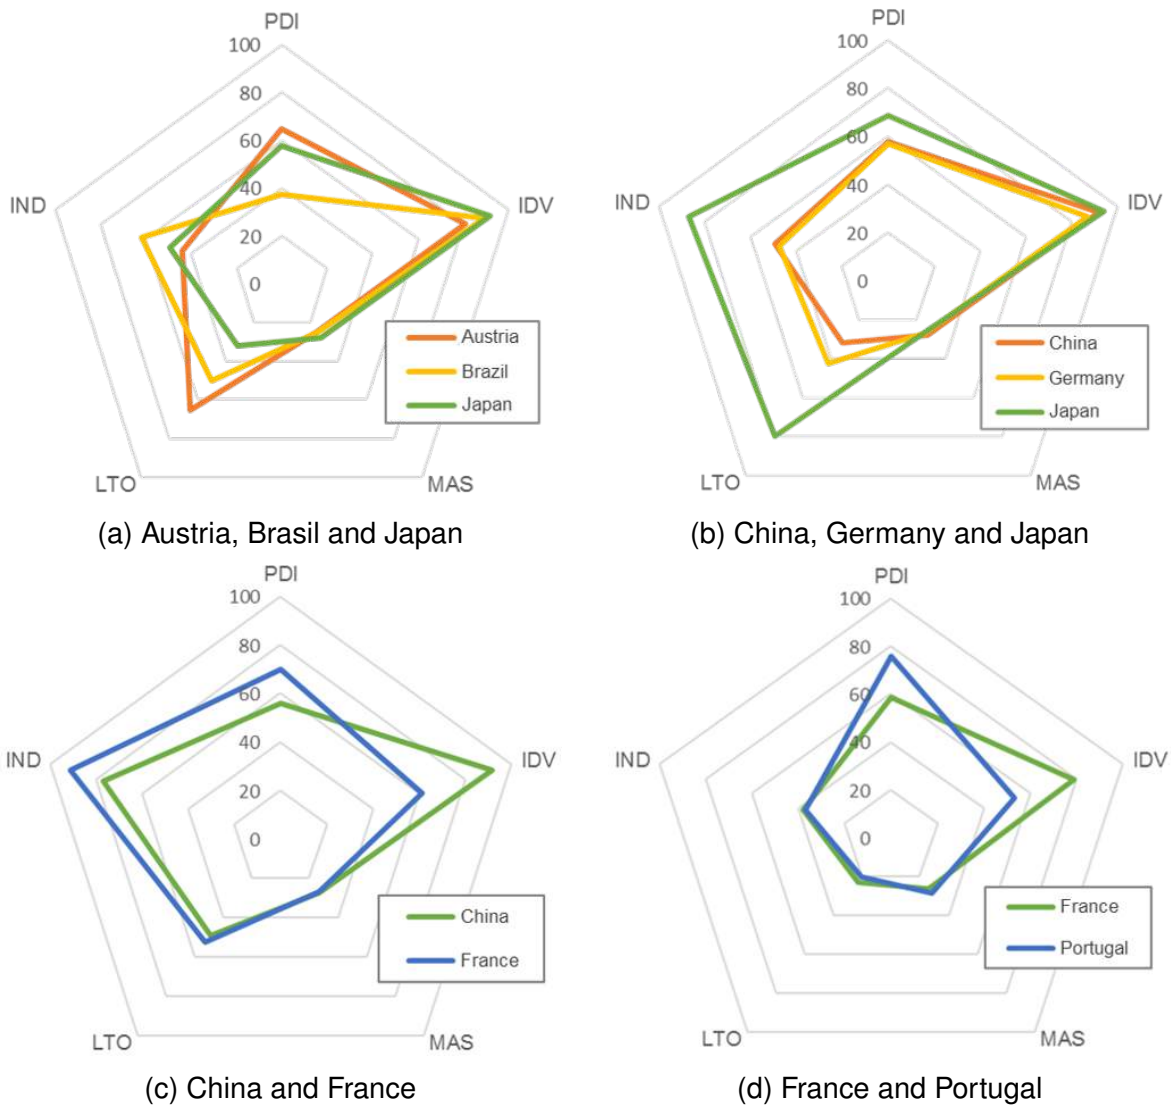 PDI
100
80
60
40
20
0
IND
IDV
LTO
MAS
Austria
Brazil
Japan
(a) Austria, Brasil and Japan
PDI
100
80
60
40
20
0
IND
IDV
LTO
MAS
China
Germany
Japan
(b) China, Germany and Japan
PDI
100
80
60
40
20
0
IND
IDV
LTO
MAS
China
France
(c) China and France
PDI
100
80
60
40
20
0
IND
IDV
LTO
MAS
France
Portugal
(d) France and Portugal